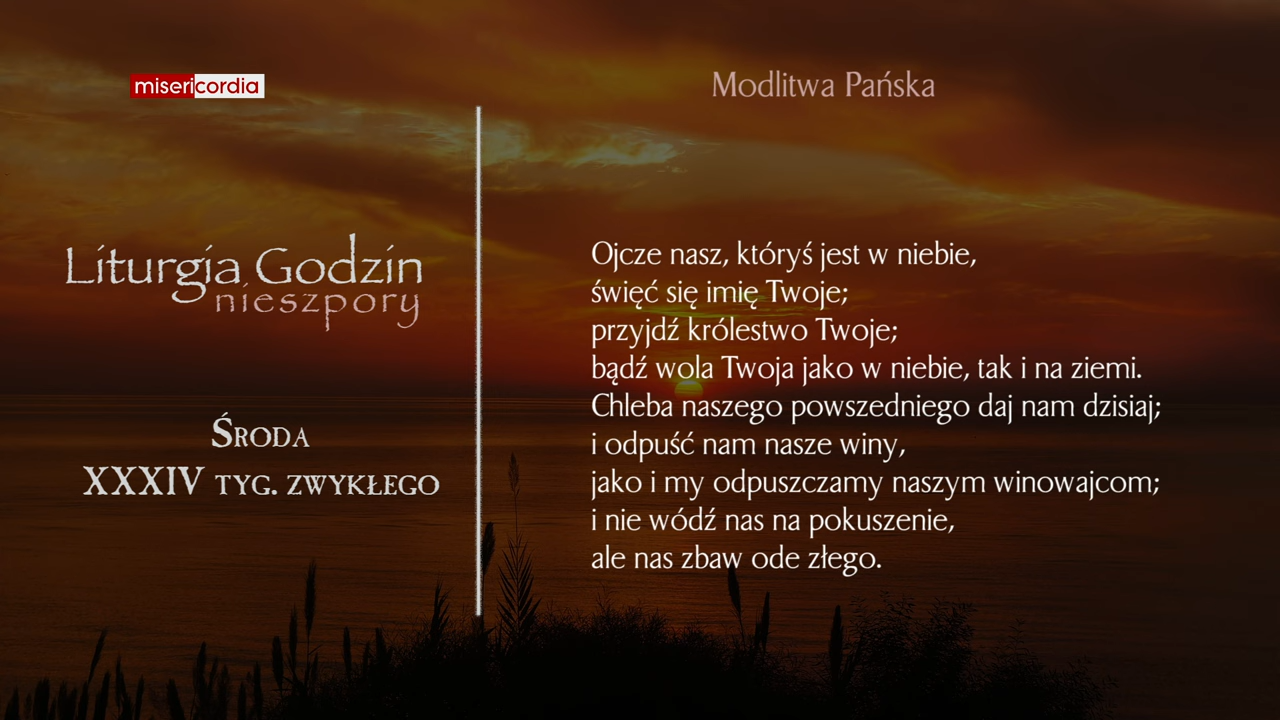 misericordia
Liturgia Godzin
nieszpory
Środa
XXXIV tyg. zwykłego
Modlitwa Pańska
Ojcze nasz, któryś jest w niebie,
święć się imię Twoje;
przyjdź królestwo Twoje;
bądź wola Twoja jako w niebie, tak i na ziemi.
Chleba naszego powszedniego daj nam dzisiaj;
i odpuść nam nasze winy,
jako i my odpuszczamy naszym winowajcom;
i nie wódź nas na pokuszenie,
ale nas zbaw ode złego.